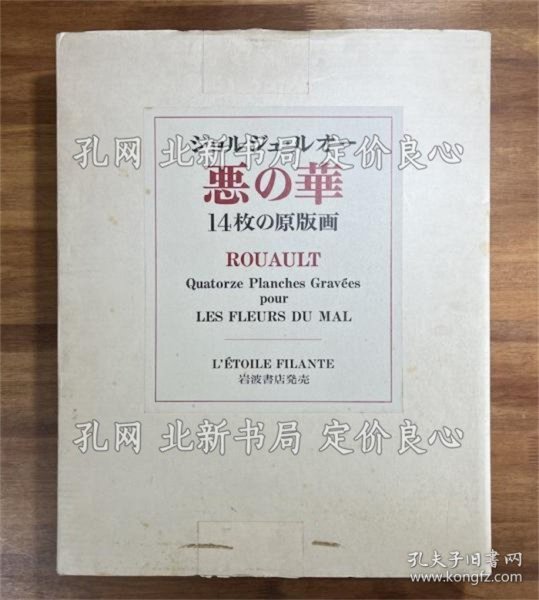 ジョルジュ・ルオー
孔网 北新书局 定价良心
悪の華
14枚の原版画
ROUAULT
Quatorze Planches Gravées
pour
LES FLEURS DU MAL
L'ÉTOILE FILANTE
岩波書店発売
孔网 北新书局 定价良心
孔夫子旧书网
www.kongfz.com